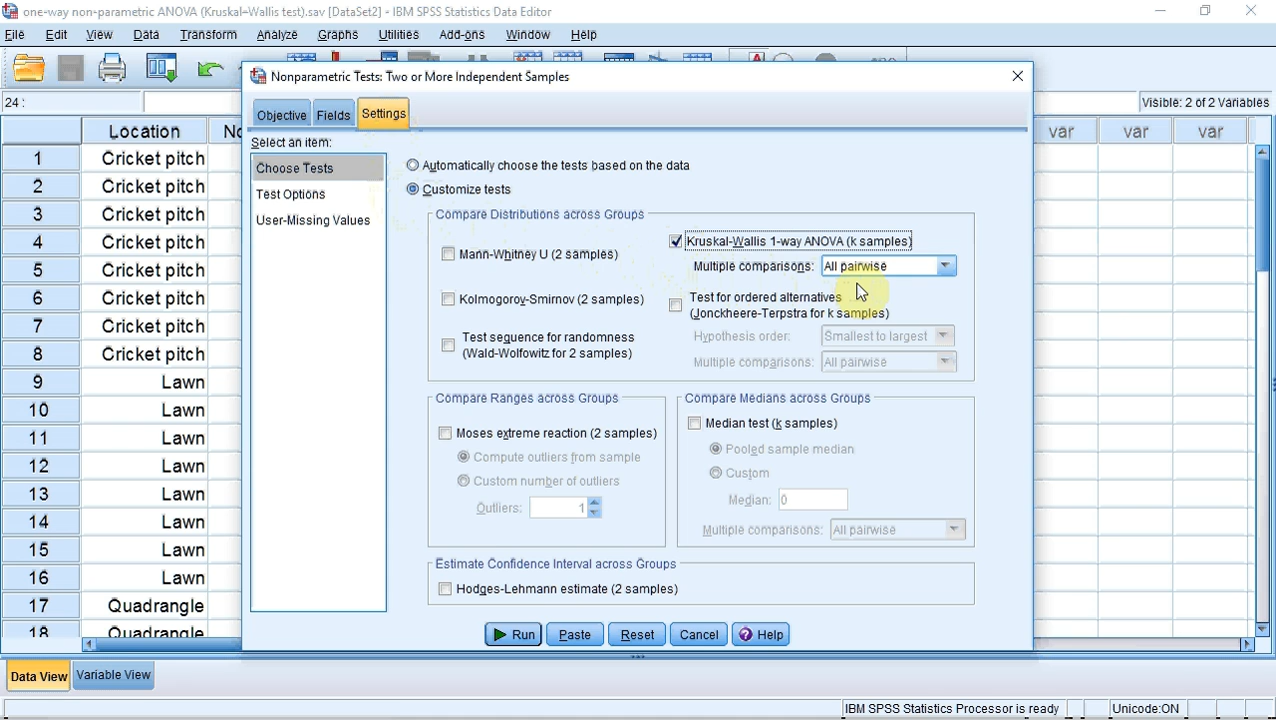 one-way non-parametric ANOVA (Kruskal-Wallis test).sav [DataSet2] - IBM SPSS Statistics Data Editor
File Edit View Data Transform Analyze Graphs Utilities Add-ons Window Help
Nonparametric Tests: Two or More Independent Samples
24 :
Visible: 2 of 2 Variables
Objective Fields Settings
Location
var var var
Select an item:
Choose Tests
Test Options
User-Missing Values
Automatically choose the tests based on the data
Customize tests
Compare Distributions across Groups
Mann-Whitney U (2 samples)
Kruskal-Wallis 1-way ANOVA (k samples)
Multiple comparisons: All pairwise
Kolmogorov-Smirnov (2 samples)
Test for ordered alternatives
(Jonckheere-Terpstra for k samples)
Test sequence for randomness
(Wald-Wolfowitz for 2 samples)
Hypothesis order: Smallest to largest
Multiple comparisons: All pairwise
Compare Ranges across Groups
Moses extreme reaction (2 samples)
Compute outliers from sample
Custom number of outliers
Outliers: 1
Compare Medians across Groups
Median test (k samples)
Pooled sample median
Custom
Median: 0
Multiple comparisons: All pairwise
Estimate Confidence Interval across Groups
Hodges-Lehmann estimate (2 samples)
Run Paste Reset Cancel Help
1 Cricket pitch
2 Cricket pitch
3 Cricket pitch
4 Cricket pitch
5 Cricket pitch
6 Cricket pitch
7 Cricket pitch
8 Cricket pitch
9 Lawn
10 Lawn
11 Lawn
12 Lawn
13 Lawn
14 Lawn
15 Lawn
16 Lawn
17 Quadrangle
18 Quadrangle
Data View Variable View
IBM SPSS Statistics Processor is ready
Unicode:ON